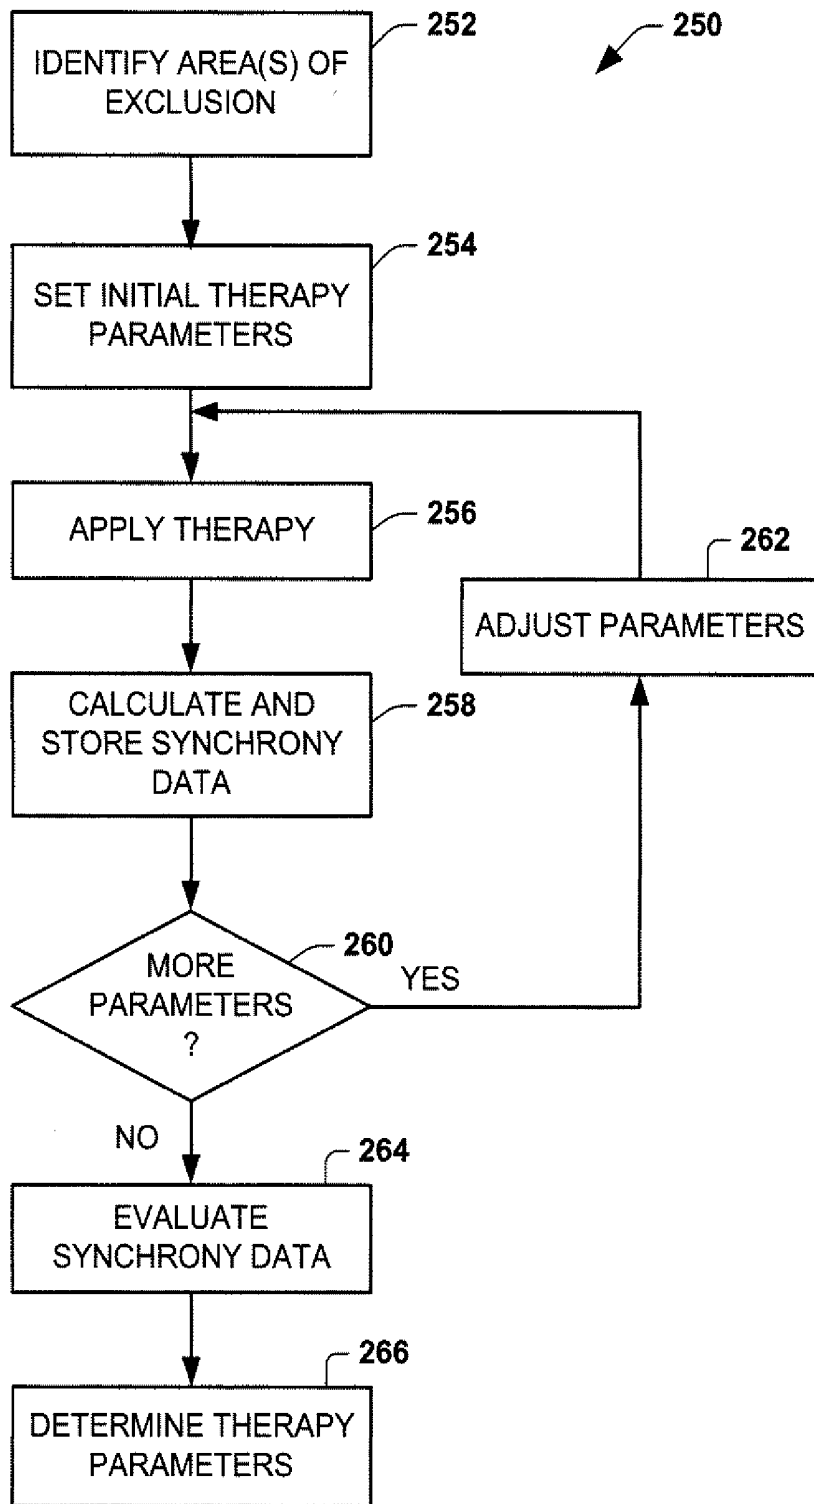 252
250
IDENTIFY AREA(S) OF
EXCLUSION
254
SET INITIAL THERAPY
PARAMETERS
APPLY THERAPY
256
262
ADJUST PARAMETERS
CALCULATE AND
STORE SYNCHRONY
DATA
258
260
MORE
PARAMETERS
?
YES
NO
264
EVALUATE
SYNCHRONY DATA
266
DETERMINE THERAPY
PARAMETERS